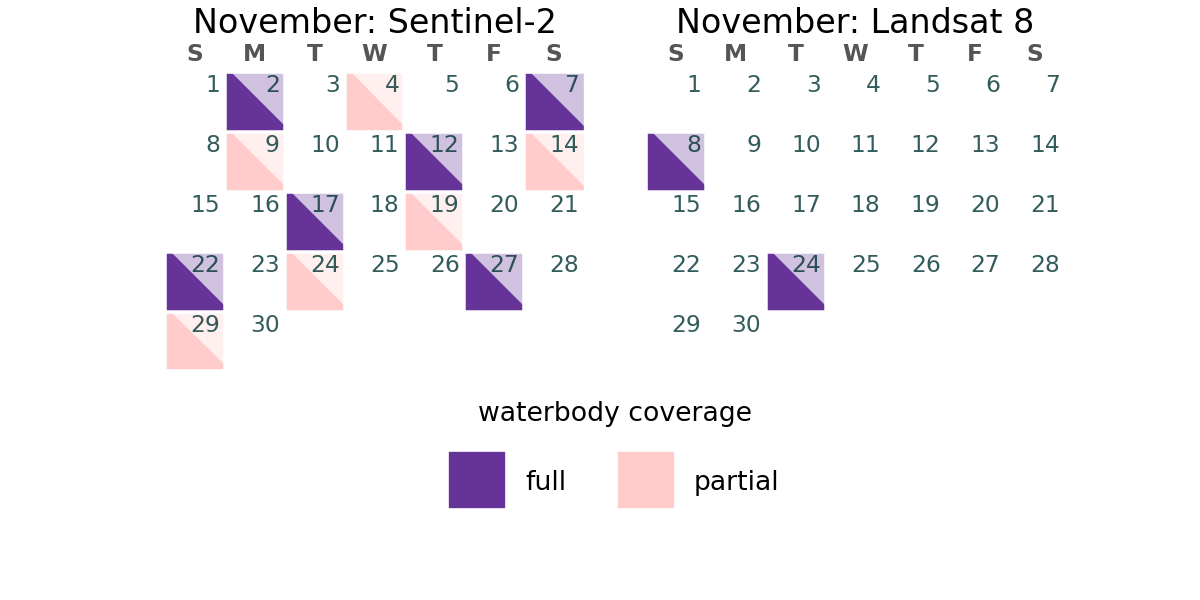 November: Sentinel-2
S M T W T F S
1 2 3 4 5 6 7
8 9 10 11 12 13 14
15 16 17 18 19 20 21
22 23 24 25 26 27 28
29 30
November: Landsat 8
S M T W T F S
1 2 3 4 5 6 7
8 9 10 11 12 13 14
15 16 17 18 19 20 21
22 23 24 25 26 27 28
29 30
waterbody coverage
full partial